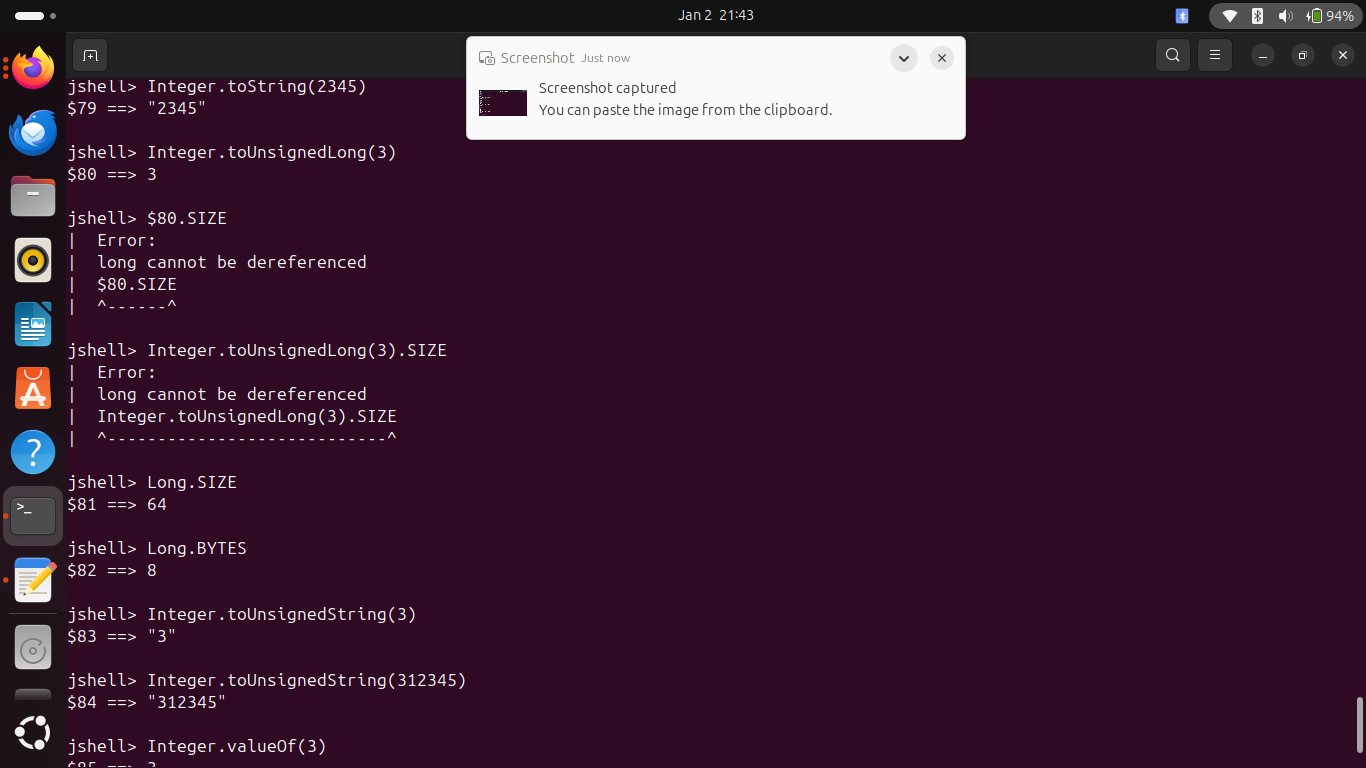 Jan 2 21:43
94%
Screenshot Just now
Screenshot captured
You can paste the image from the clipboard.
jshell> Integer.toString(2345)
$79 ==> "2345"
jshell> Integer.toUnsignedLong(3)
$80 ==> 3
jshell> $80.SIZE
| Error:
| long cannot be dereferenced
| $80.SIZE
| ^------^
jshell> Integer.toUnsignedLong(3).SIZE
| Error:
| long cannot be dereferenced
| Integer.toUnsignedLong(3).SIZE
| ^----------------------------^
jshell> Long.SIZE
$81 ==> 64
jshell> Long.BYTES
$82 ==> 8
jshell> Integer.toUnsignedString(3)
$83 ==> "3"
jshell> Integer.toUnsignedString(312345)
$84 ==> "312345"
jshell> Integer.valueOf(3)
$85 ==> 3